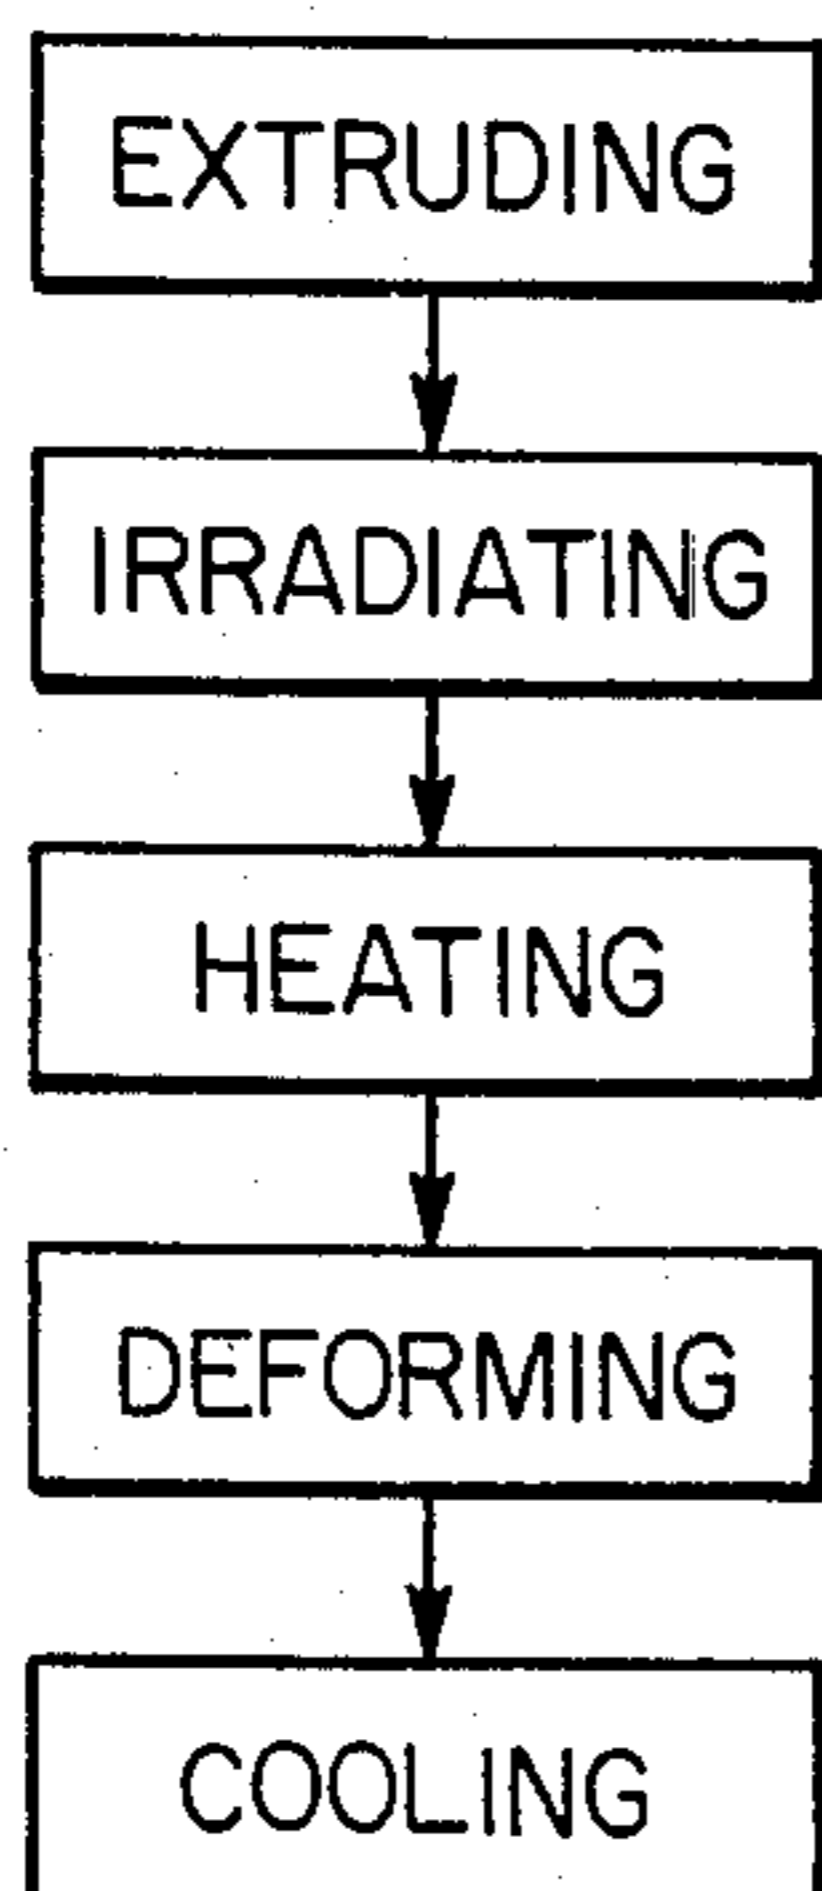 EXTRUDING
IRRADIATING
HEATING
DEFORMING
COOLING